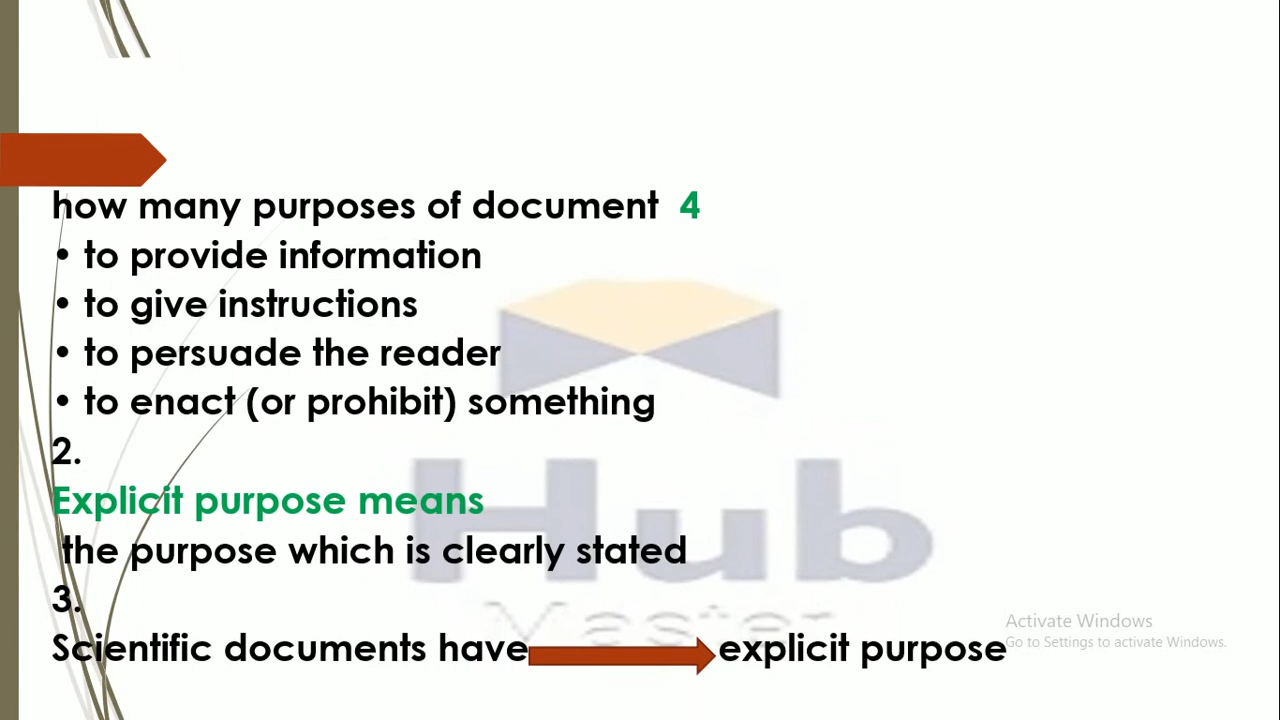 how many purposes of document 4
• to provide information
• to give instructions
• to persuade the reader
• to enact (or prohibit) something
2.
Explicit purpose means
the purpose which is clearly stated
3.
Scientific documents have explicit purpose
Hub
Master
Activate Windows
Go to Settings to activate Windows.